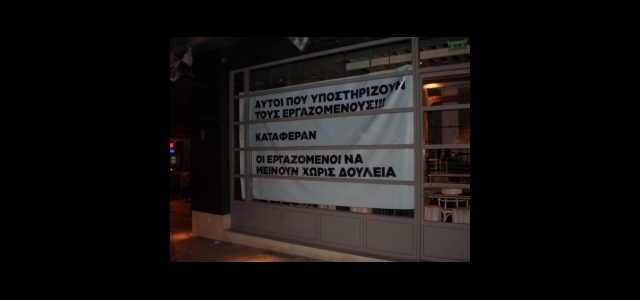 ΑΥΤΟΙ ΠΟΥ ΥΠΟΣΤΗΡΙΖΟΥΝ
ΤΟΥΣ ΕΡΓΑΖΟΜΕΝΟΥΣ!!!
ΚΑΤΑΦΕΡΑΝ
ΟΙ ΕΡΓΑΖΟΜΕΝΟΙ ΝΑ
ΜΕΙΝΟΥΝ ΧΩΡΙΣ ΔΟΥΛΕΙΑ